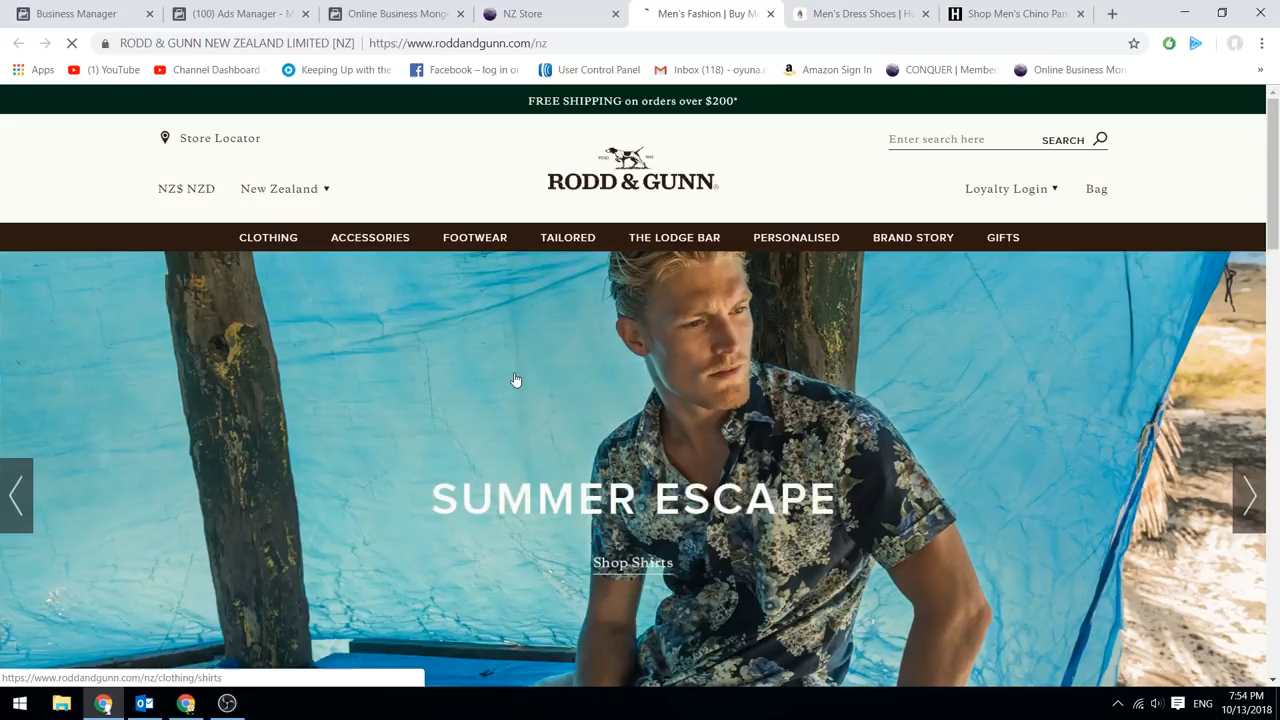 Business Manager
(100) Ads Manager - M
Online Business Mong
NZ Store
Men's Fashion | Buy Me
Men's Dress Shoes | Hu
Shop Men's Chino Pan
RODD & GUNN NEW ZEALAND LIMITED [NZ] | https://www.roddandgunn.com/nz
Apps
(1) YouTube
Channel Dashboard
Keeping Up with the
Facebook – log in or
User Control Panel
Inbox (118) - oyuna.e
Amazon Sign In
CONQUER | Member
Online Business Mon
»
FREE SHIPPING on orders over $200*
Store Locator
Enter search here
SEARCH
RODD & GUNN
NZ$ NZD
New Zealand
Loyalty Login
Bag
CLOTHING ACCESSORIES FOOTWEAR TAILORED THE LODGE BAR PERSONALISED BRAND STORY GIFTS
SUMMER ESCAPE
Shop Shirts
https://www.roddandgunn.com/nz/clothing/shirts
ENG
7:54 PM
10/13/2018